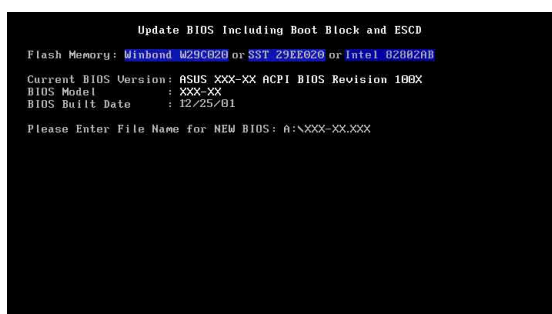 Update BIOS Including Boot Block and ESCD
Flash Memory: Winbond W29C020 or SST 29EE020 or Intel 82802AB
Current BIOS Version: ASUS XXX-XX ACPI BIOS Revision 100X
BIOS Model : XXX-XX
BIOS Built Date : 12/25/01
Please Enter File Name for NEW BIOS: A:\XXX-XX.XXX